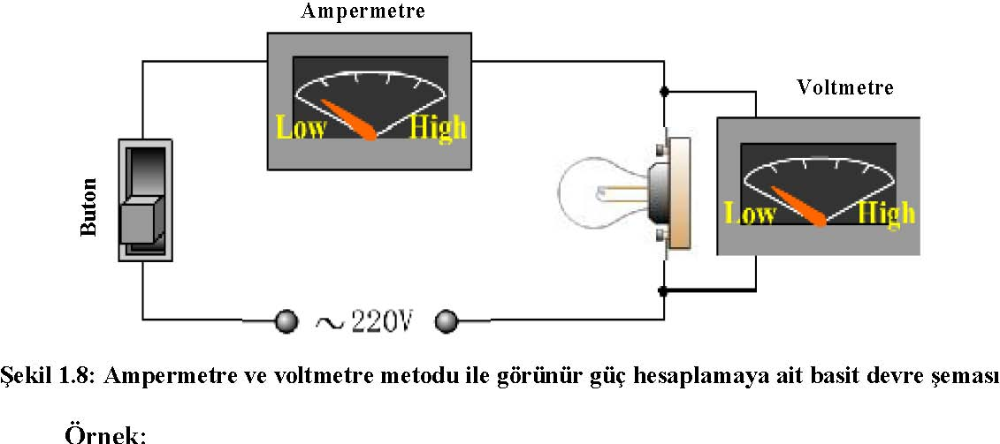 Ampermetre
Voltmetre
Low High
Buton
Low High
~220V
Şekil 1.8: Ampermetre ve voltmetre metodu ile görünür güç hesaplamaya ait basit devre şeması
Örnek: